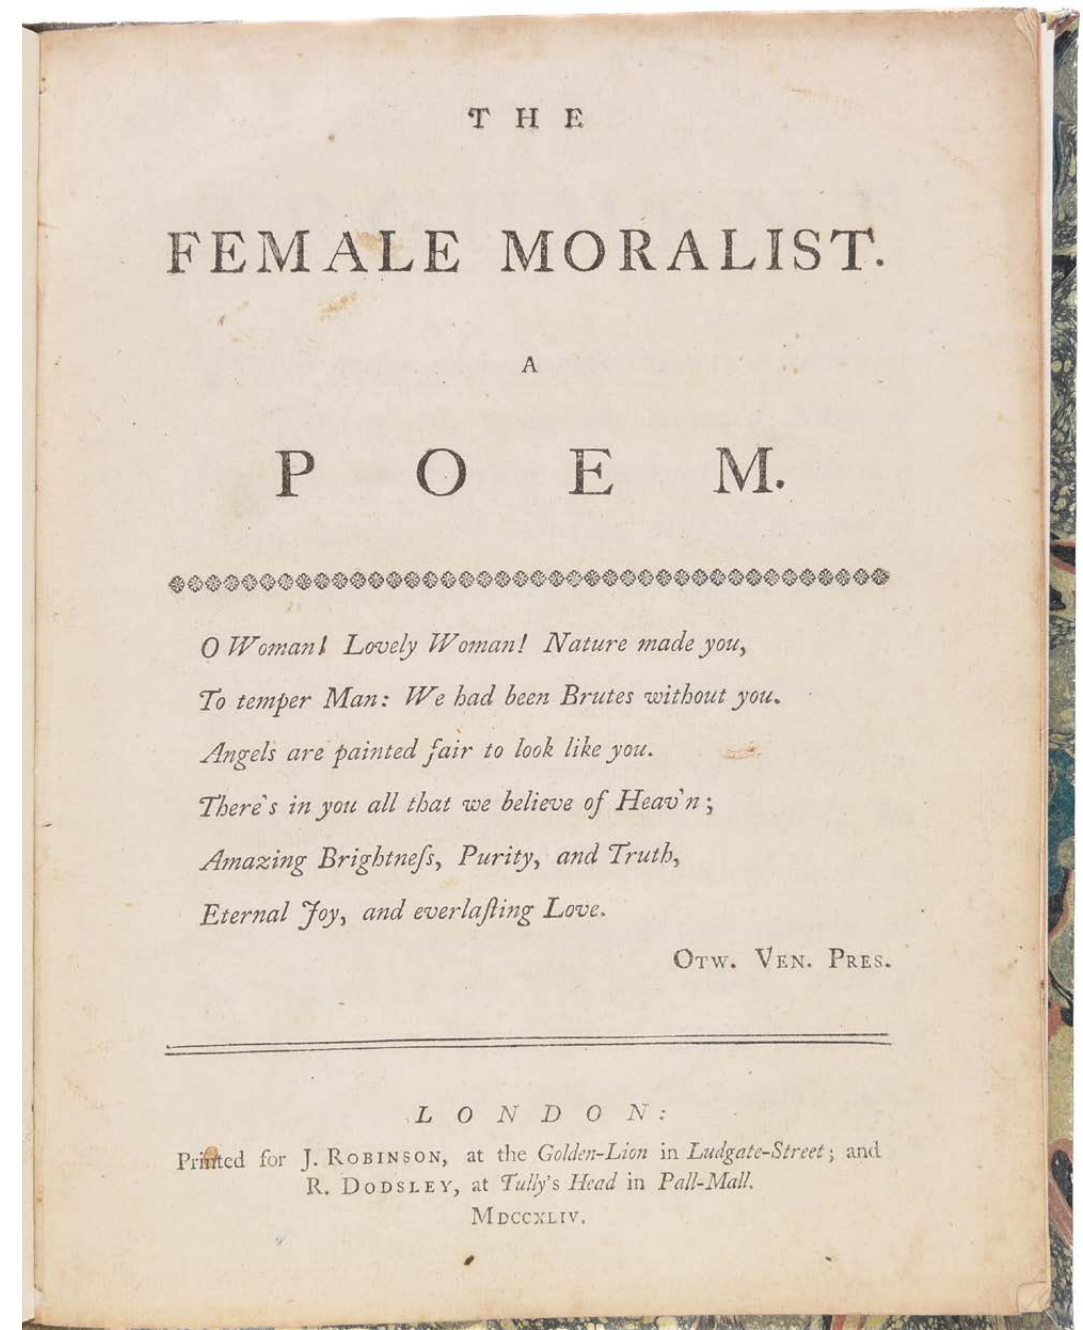 THE
FEMALE MORALIST.
A
POEM.
O Woman! Lovely Woman! Nature made you,
To temper Man: We had been Brutes without you.
Angels are painted fair to look like you.
There's in you all that we believe of Heav'n;
Amazing Brightneſs, Purity, and Truth,
Eternal Joy, and everlaſting Love.
OTW. VEN. PRES.
LONDON:
Printed for J. ROBINSON, at the Golden-Lion in Ludgate-Street; and
R. DODSLEY, at Tully's Head in Pall-Mall.
MDCCXLIV.